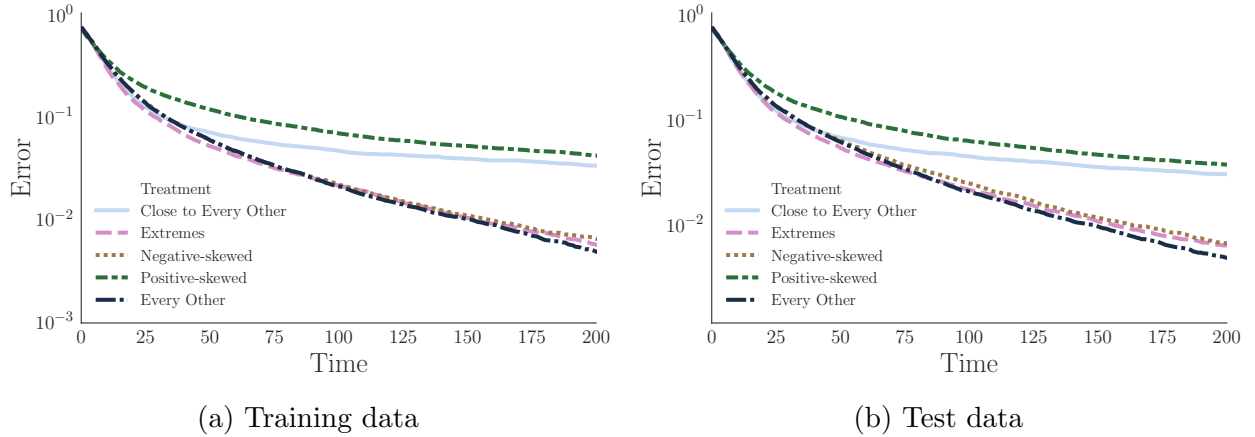 10^0
10^-1
10^-2
10^-3
Error
Treatment
Close to Every Other
Extremes
Negative-skewed
Positive-skewed
Every Other
0 25 50 75 100 125 150 175 200
Time
(a) Training data
10^0
10^-1
10^-2
Error
Treatment
Close to Every Other
Extremes
Negative-skewed
Positive-skewed
Every Other
0 25 50 75 100 125 150 175 200
Time
(b) Test data